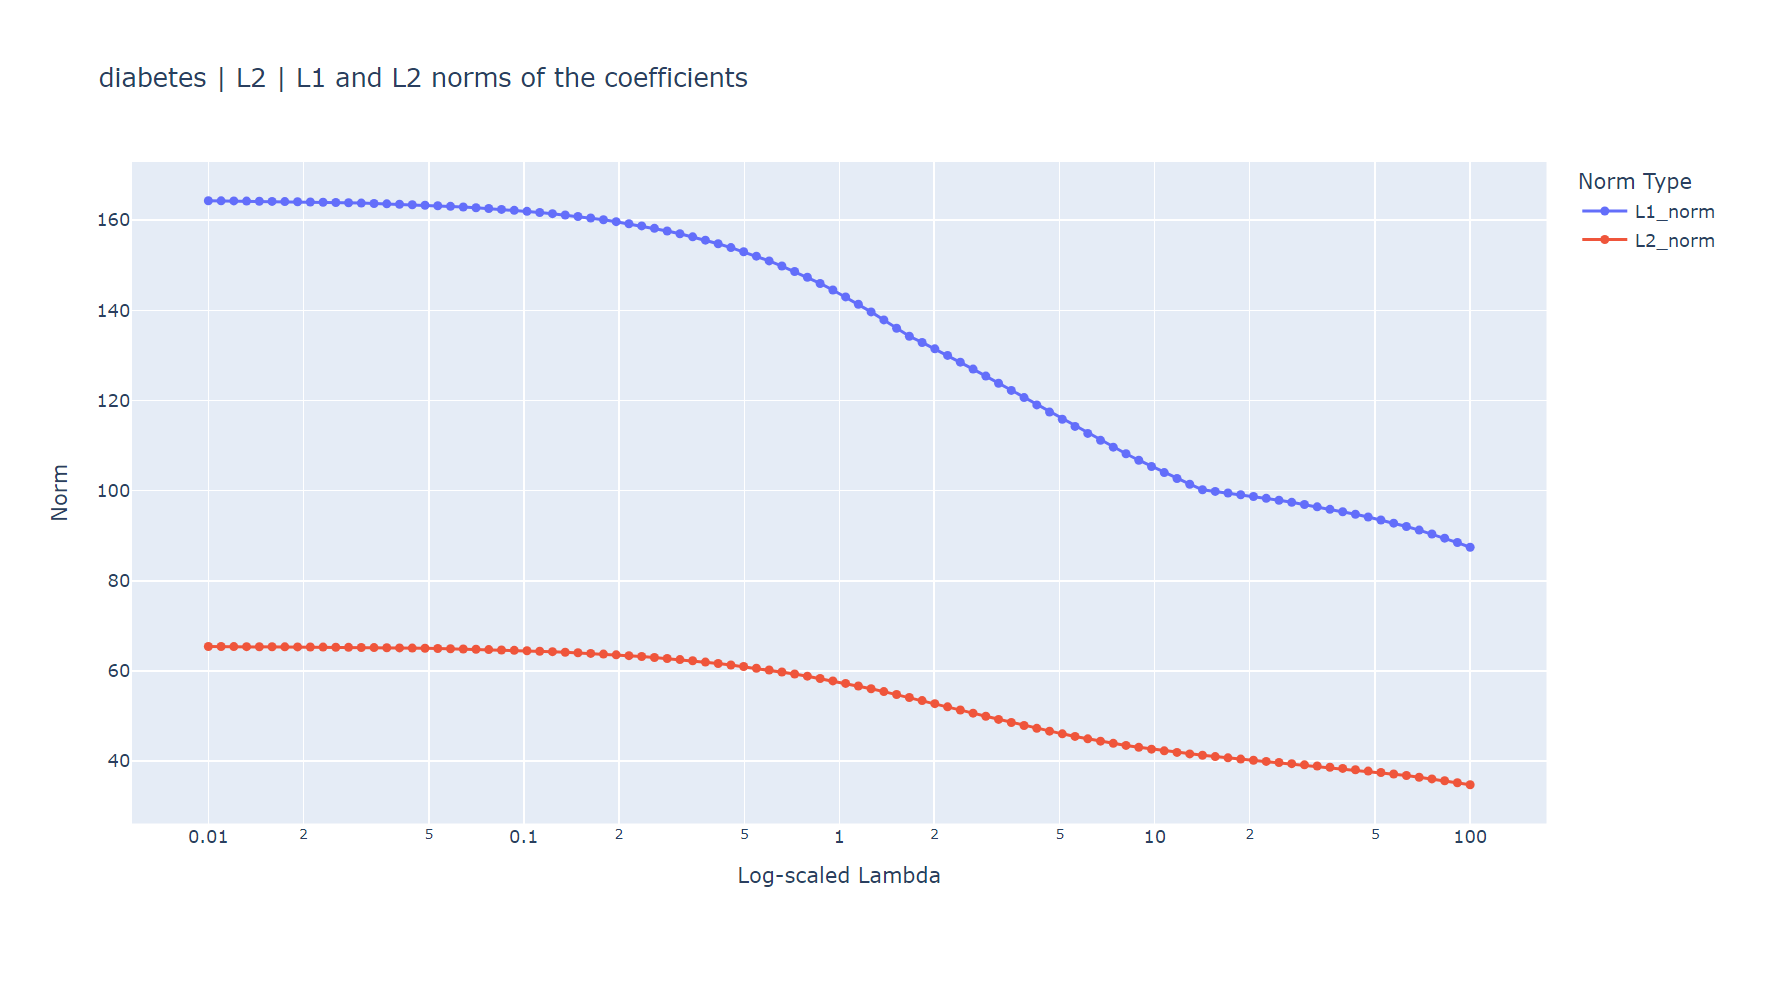 diabetes | L2 | L1 and L2 norms of the coefficients
Norm Type
L1_norm
L2_norm
160
140
120
100
80
60
40
Norm
0.01 2 5 0.1 2 5 1 2 5 10 2 5 100
Log-scaled Lambda